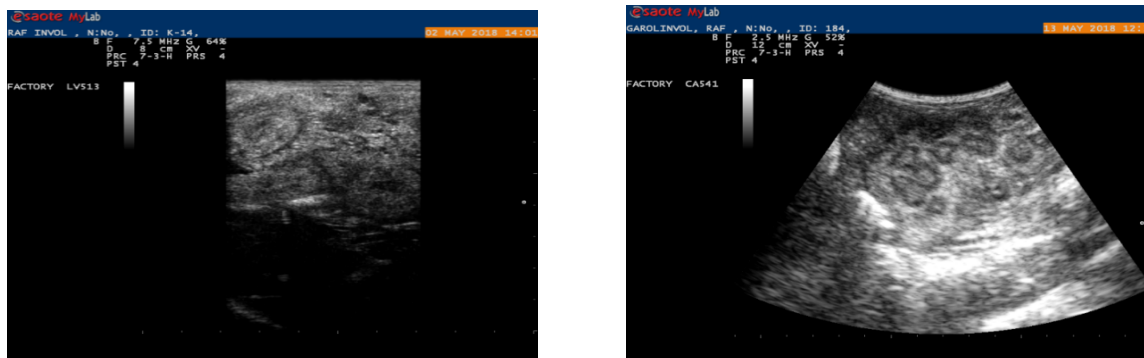 esaote MyLab
RAF INVOL , N:No, , ID: K-14,
02 MAY 2018 14:01
B F 7.5 MHz G 64%
D 8 cm XV -
PRC 7-3-H PRS 4
PST 4
FACTORY LV513
esaote MyLab
GAROLINVOL, RAF , N:No, , ID: 184,
13 MAY 2018 12:
B F 2.5 MHz G 52%
D 12 cm XV -
PRC 7-3-H PRS 4
PST 4
FACTORY CA541